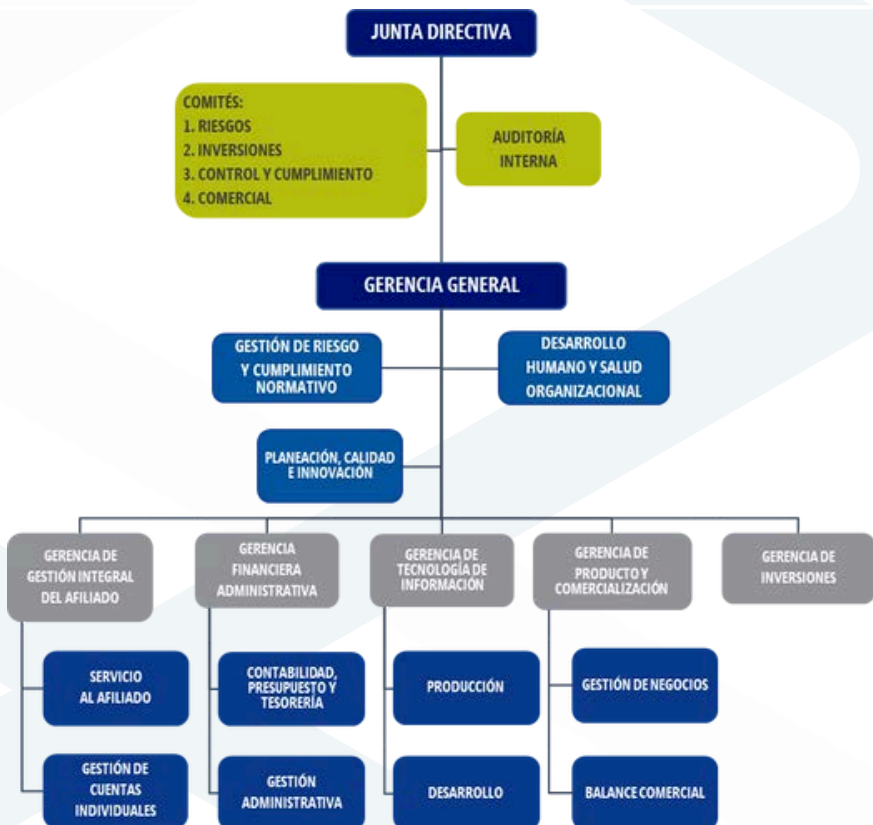 JUNTA DIRECTIVA
COMITÉS:
1. RIESGOS
2. INVERSIONES
3. CONTROL Y CUMPLIMIENTO
4. COMERCIAL
AUDITORÍA
INTERNA
GERENCIA GENERAL
GESTIÓN DE RIESGO
Y CUMPLIMIENTO
NORMATIVO
DESARROLLO
HUMANO Y SALUD
ORGANIZACIONAL
PLANEACIÓN, CALIDAD
E INNOVACIÓN
GERENCIA DE
GESTIÓN INTEGRAL
DEL AFILIADO
GERENCIA
FINANCIERA
ADMINISTRATIVA
GERENCIA DE
TECNOLOGÍA DE
INFORMACIÓN
GERENCIA DE
PRODUCTO Y
COMERCIALIZACIÓN
GERENCIA DE
INVERSIONES
SERVICIO
AL AFILIADO
CONTABILIDAD,
PRESUPUESTO Y
TESORERÍA
PRODUCCIÓN
GESTIÓN DE NEGOCIOS
GESTIÓN DE
CUENTAS
INDIVIDUALES
GESTIÓN
ADMINISTRATIVA
DESARROLLO
BALANCE COMERCIAL